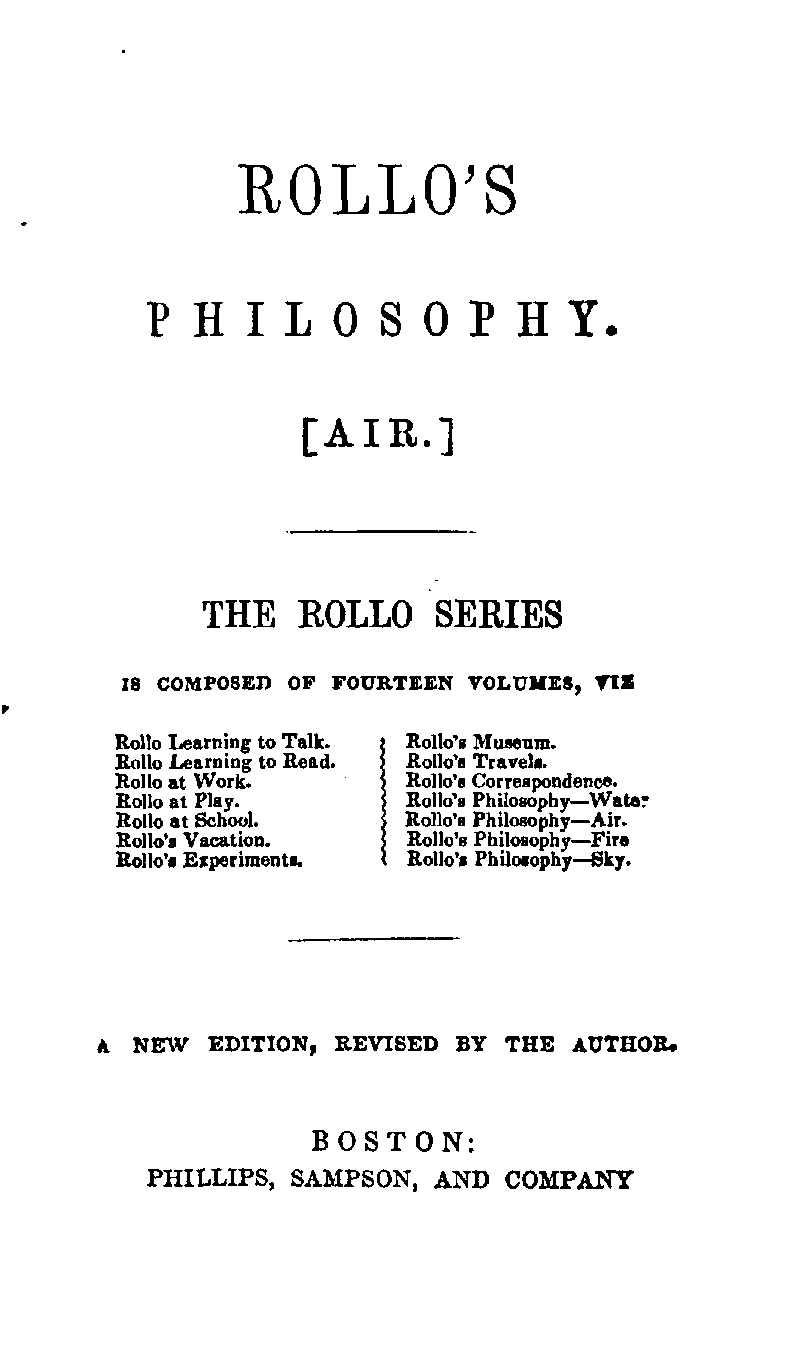 ROLLO'S
PHILOSOPHY.
[AIR.]
THE ROLLO SERIES
IS COMPOSED OF FOURTEEN VOLUMES, VIZ
Rollo Learning to Talk.
Rollo Learning to Read.
Rollo at Work.
Rollo at Play.
Rollo at School.
Rollo's Vacation.
Rollo's Experiments.
Rollo's Museum.
Rollo's Travels.
Rollo's Correspondence.
Rollo's Philosophy—Water
Rollo's Philosophy—Air.
Rollo's Philosophy—Fire
Rollo's Philosophy—Sky.
A NEW EDITION, REVISED BY THE AUTHOR.
BOSTON:
PHILLIPS, SAMPSON, AND COMPANY